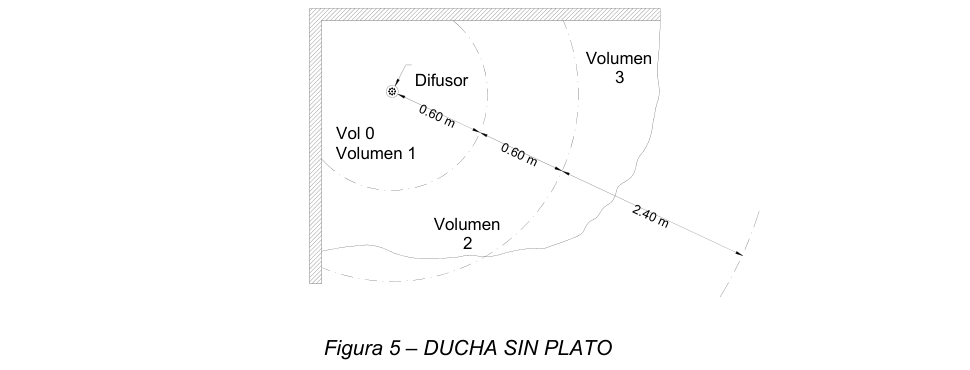 Volumen
3
Difusor
0.60 m
Vol 0
Volumen 1
0.60 m
2.40 m
Volumen
2
Figura 5 – DUCHA SIN PLATO